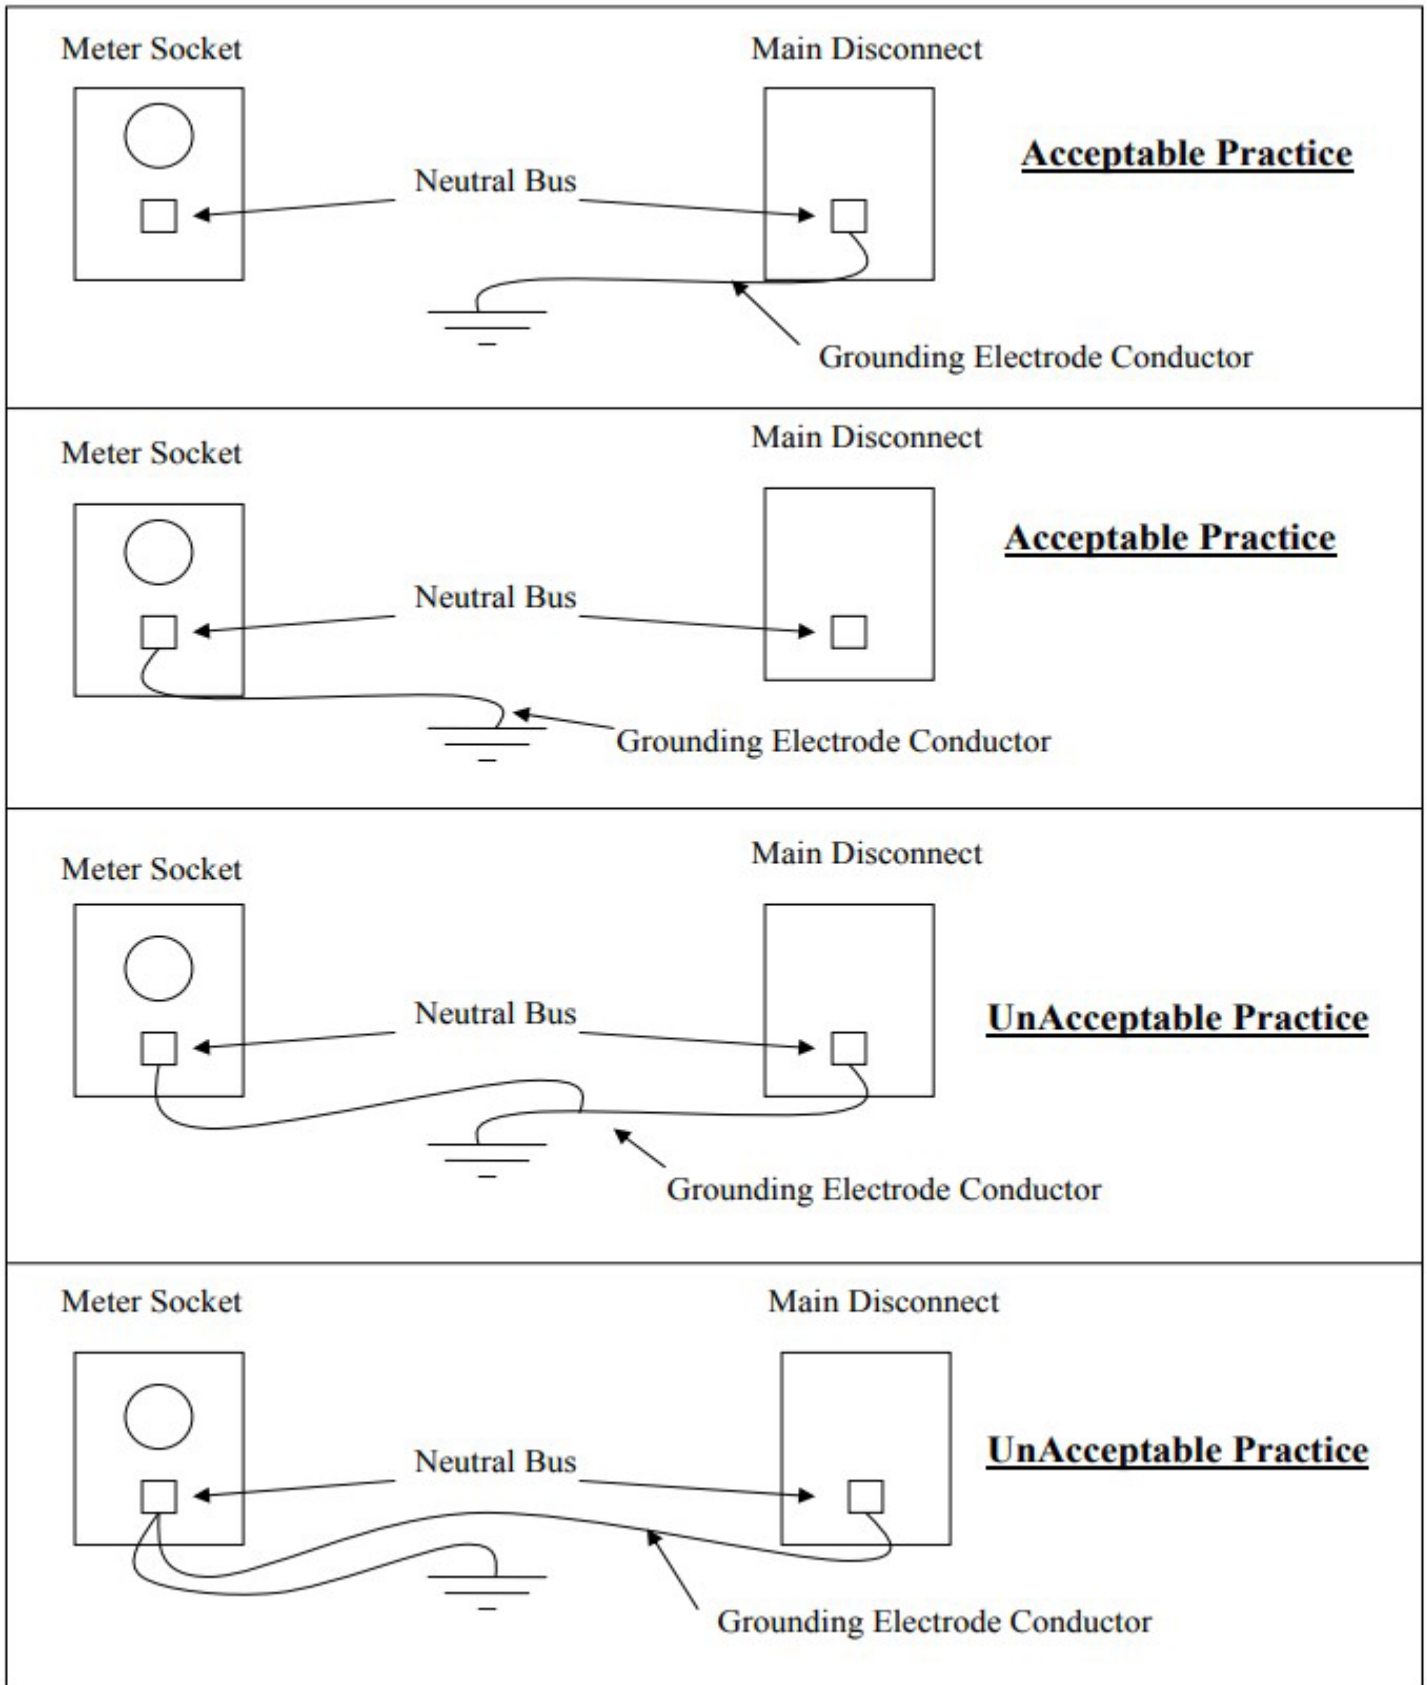 Meter Socket
Main Disconnect
Acceptable Practice
Neutral Bus
Grounding Electrode Conductor
Main Disconnect
Meter Socket
Acceptable Practice
Neutral Bus
Grounding Electrode Conductor
Main Disconnect
Meter Socket
Neutral Bus
UnAcceptable Practice
Grounding Electrode Conductor
Meter Socket
Main Disconnect
UnAcceptable Practice
Neutral Bus
Grounding Electrode Conductor